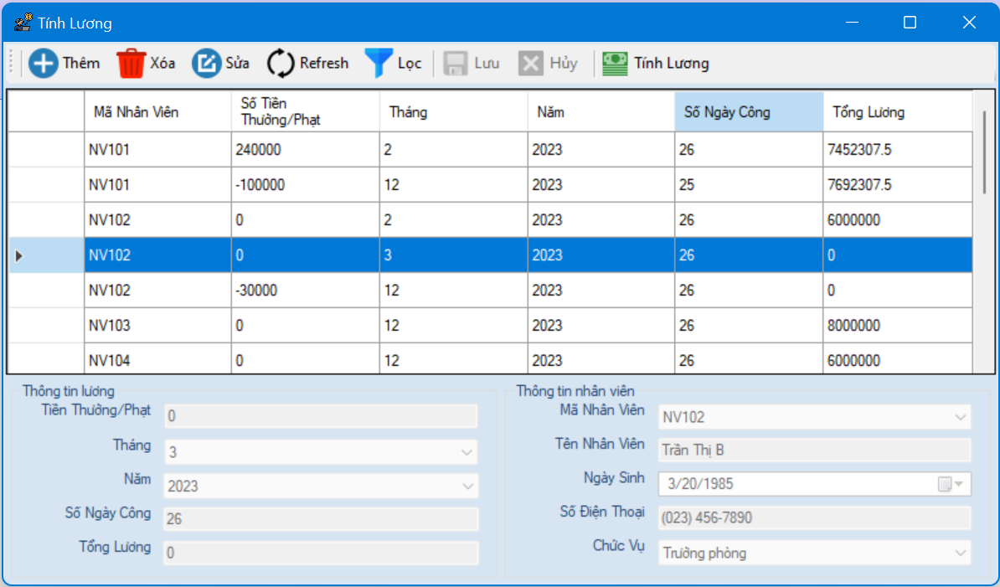 Tính Lương
Thêm Xóa Sửa Refresh Lọc Lưu Hủy Tính Lương
Mã Nhân Viên Số Tiền Thưởng/Phạt Tháng Năm Số Ngày Công Tổng Lương
NV101 240000 2 2023 26 7452307.5
NV101 -100000 12 2023 25 7692307.5
NV102 0 2 2023 26 6000000
NV102 0 3 2023 26 0
NV102 -30000 12 2023 26 0
NV103 0 12 2023 26 8000000
NV104 0 12 2023 26 6000000
Thông tin lương
Tiền Thưởng/Phạt 0
Tháng 3
Năm 2023
Số Ngày Công 26
Tổng Lương 0
Thông tin nhân viên
Mã Nhân Viên NV102
Tên Nhân Viên Trần Thị B
Ngày Sinh 3/20/1985
Số Điện Thoại (023) 456-7890
Chức Vụ Trưởng phòng